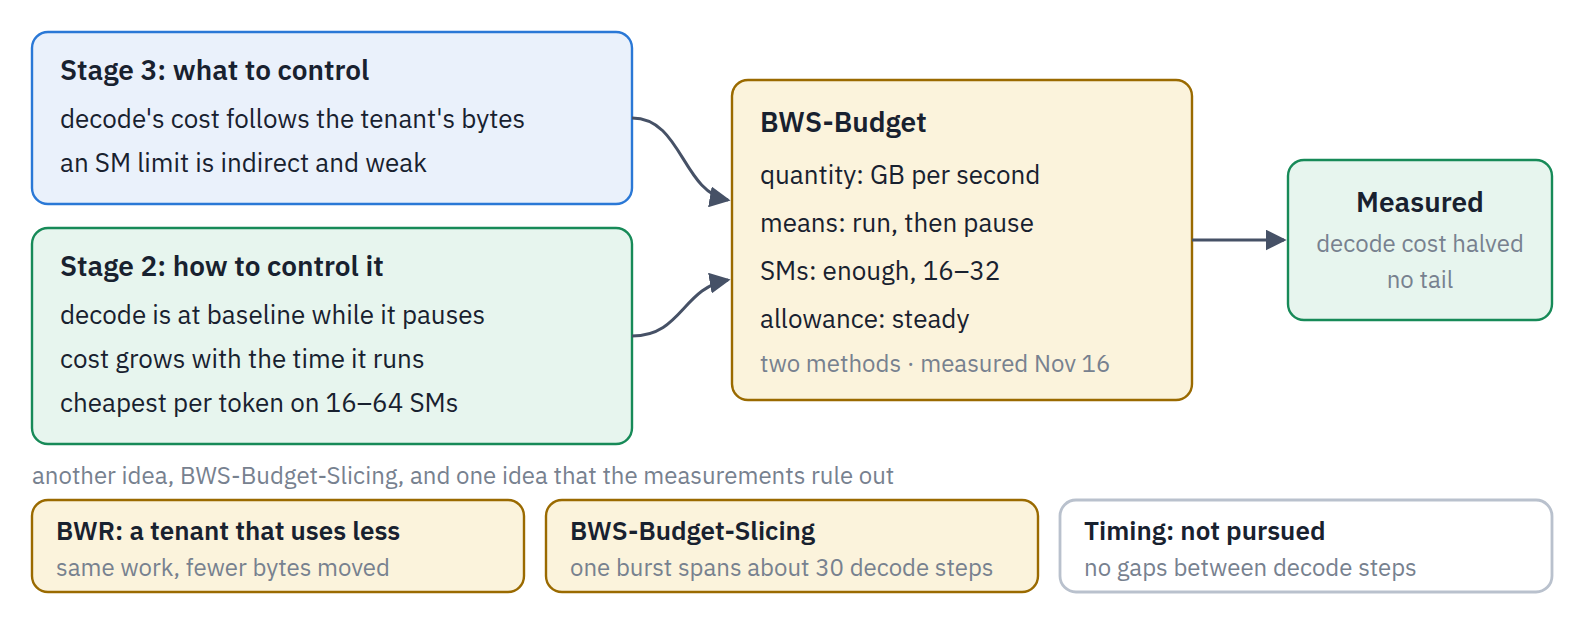 Stage 3: what to control
decode's cost follows the tenant's bytes
an SM limit is indirect and weak
Stage 2: how to control it
decode is at baseline while it pauses
cost grows with the time it runs
cheapest per token on 16–64 SMs
BWS-Budget
quantity: GB per second
means: run, then pause
SMs: enough, 16–32
allowance: steady
two methods · measured Nov 16
Measured
decode cost halved
no tail
another idea, BWS-Budget-Slicing, and one idea that the measurements rule out
BWR: a tenant that uses less
same work, fewer bytes moved
BWS-Budget-Slicing
one burst spans about 30 decode steps
Timing: not pursued
no gaps between decode steps